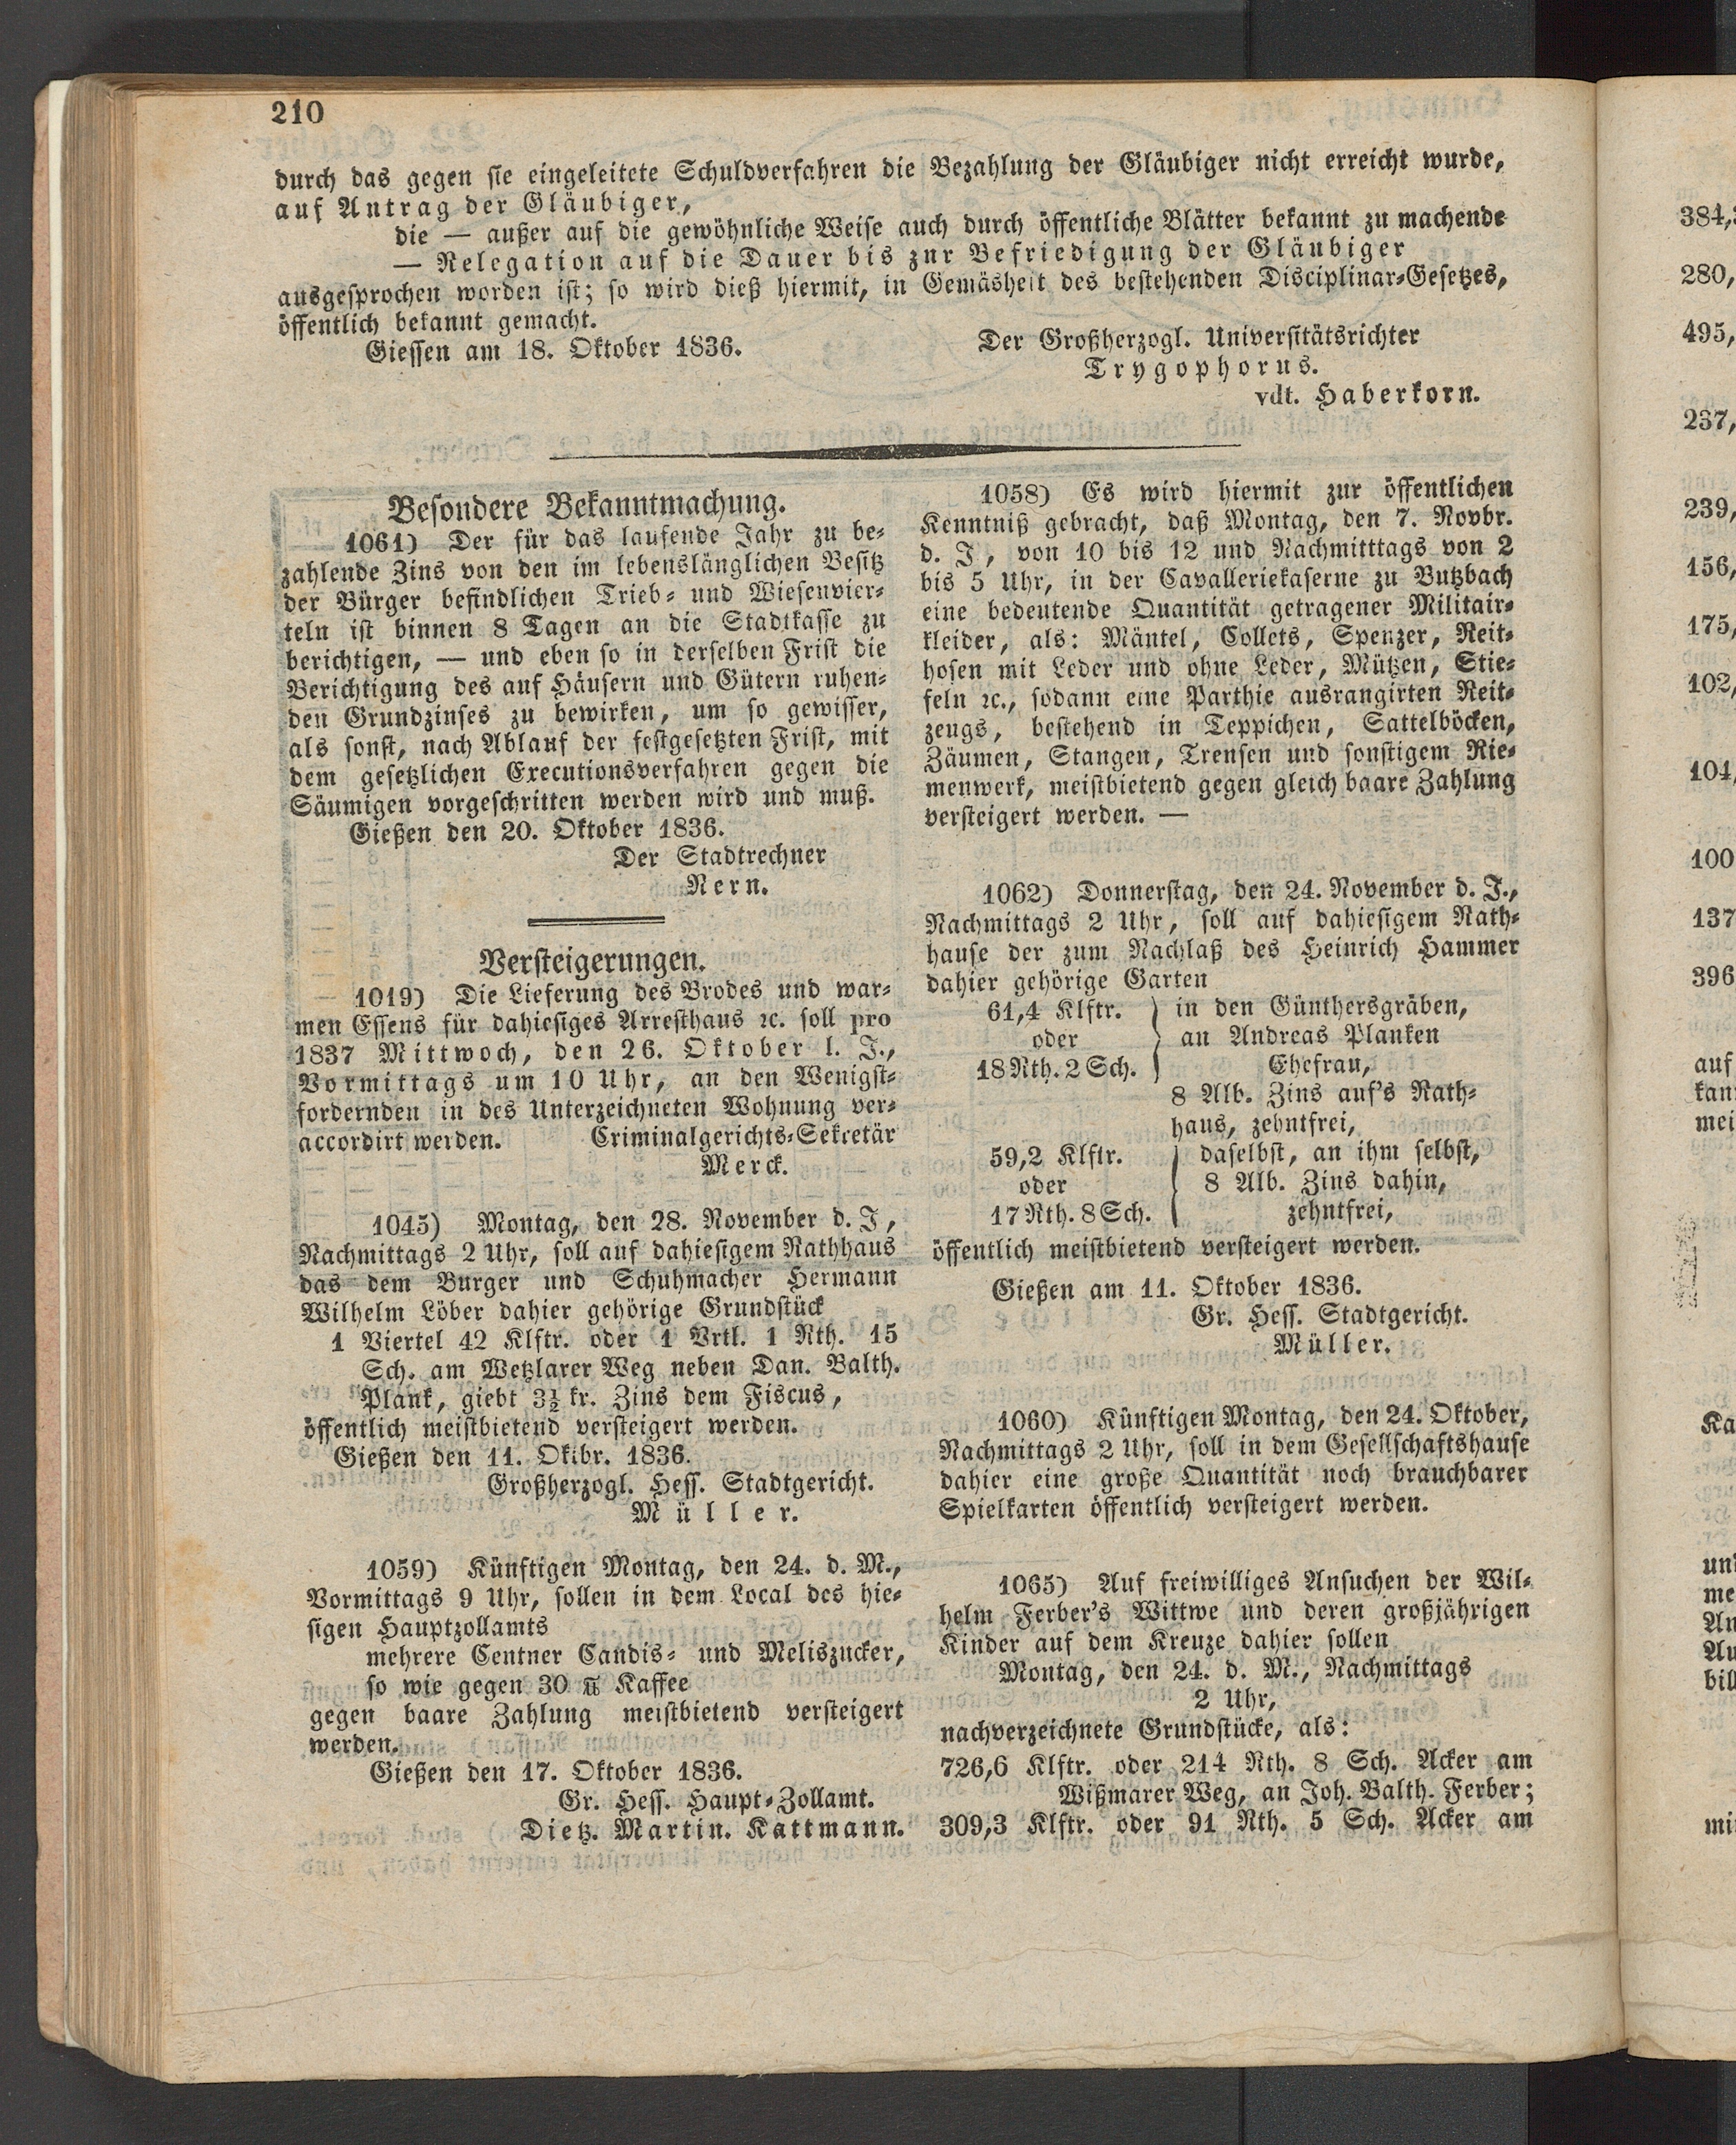 210
durch das gegen sie eingeleitete Schuldverfahren die Bezahlung der Gläubiger nicht erreicht wurde,
auf Antrag der Gläubiger,
die — außer auf die gewöhnliche Weise auch durch öffentliche Blätter bekannt zu machende
— Relegation auf die Dauer bis zur Befriedigung der Gläubiger
ausgesprochen worden ist; so wird dieß hiermit, in Gemäsheit des bestehenden Disciplinar-Gesetzes,
öffentlich bekannt gemacht.
Giessen am 18. Oktober 1836.
Der Großherzogl. Universitätsrichter
Trygophorus.
vdt. Haberkorn.
Besondere Bekanntmachung.
1061) Der für das laufende Jahr zu be-
zahlende Zins von den im lebenslänglichen Besitz
der Bürger befindlichen Trieb- und Wiesenvier-
teln ist binnen 8 Tagen an die Stadtkasse zu
berichtigen, — und eben so in derselben Frist die
Berichtigung des auf Häusern und Gütern ruhen-
den Grundzinses zu bewirken, um so gewisser,
als sonst, nach Ablauf der festgesetzten Frist, mit
dem gesetzlichen Executionsverfahren gegen die
Säumigen vorgeschritten werden wird und muß.
Gießen den 20. Oktober 1836.
Der Stadtrechner
Nern.
Versteigerungen.
1019) Die Lieferung des Brodes und war-
men Essens für dahiesiges Arresthaus ꝛc. soll pro
1837 Mittwoch, den 26. Oktober l. J.,
Vormittags um 10 Uhr, an den Wenigst-
fordernden in des Unterzeichneten Wohnung ver-
accordirt werden. Criminalgerichts-Sekretär
Merck.
1045) Montag, den 28. November d. J,
Nachmittags 2 Uhr, soll auf dahiesigem Rathhaus
das dem Burger und Schuhmacher Hermann
Wilhelm Löber dahier gehörige Grundstück
1 Viertel 42 Klftr. oder 1 Vrtl. 1 Rth. 15
Sch. am Wetzlarer Weg neben Dan. Balth.
Plank, giebt 3½ kr. Zins dem Fiscus,
öffentlich meistbietend versteigert werden.
Gießen den 11. Oktbr. 1836.
Großherzogl. Hess. Stadtgericht.
Müller.
1059) Künftigen Montag, den 24. d. M.,
Vormittags 9 Uhr, sollen in dem Local des hie-
sigen Hauptzollamts
mehrere Centner Candis- und Meliszucker,
so wie gegen 30 ℔ Kaffee
gegen baare Zahlung meistbietend versteigert
werden.
Gießen den 17. Oktober 1836.
Gr. Hess. Haupt-Zollamt.
Dietz. Martin. Kattmann.
1058) Es wird hiermit zur öffentlichen
Kenntniß gebracht, daß Montag, den 7. Novbr.
d. J, von 10 bis 12 und Nachmitttags von 2
bis 5 Uhr, in der Cavalleriekaserne zu Butzbach
eine bedeutende Quantität getragener Militair-
kleider, als: Mäntel, Collets, Spenzer, Reit-
hosen mit Leder und ohne Leder, Mützen, Stie-
feln ꝛc., sodann eine Parthie ausrangirten Reit-
zeugs, bestehend in Teppichen, Sattelböcken,
Zäumen, Stangen, Trensen und sonstigem Rie-
menwerk, meistbietend gegen gleich baare Zahlung
versteigert werden. —
1062) Donnerstag, den 24. November d. J.,
Nachmittags 2 Uhr, soll auf dahiesigem Rath-
hause der zum Nachlaß des Heinrich Hammer
dahier gehörige Garten
61,4 Klftr. } in den Günthersgräben,
oder an Andreas Planken
18 Rth. 2 Sch. Ehefrau,
8 Alb. Zins auf's Rath-
haus, zehntfrei,
59,2 Klftr. daselbst, an ihm selbst,
oder { 8 Alb. Zins dahin,
17 Rth. 8 Sch. zehntfrei,
öffentlich meistbietend versteigert werden.
Gießen am 11. Oktober 1836.
Gr. Hess. Stadtgericht.
Müller.
1060) Künftigen Montag, den 24. Oktober,
Nachmittags 2 Uhr, soll in dem Gesellschaftshause
dahier eine große Quantität noch brauchbarer
Spielkarten öffentlich versteigert werden.
1065) Auf freiwilliges Ansuchen der Wil-
helm Ferber's Wittwe und deren großjährigen
Kinder auf dem Kreuze dahier sollen
Montag, den 24. d. M., Nachmittags
2 Uhr,
nachverzeichnete Grundstücke, als:
726,6 Klftr. oder 214 Rth. 8 Sch. Acker am
Wißmarer Weg, an Joh. Balth. Ferber;
309,3 Klftr. oder 91 Rth. 5 Sch. Acker am